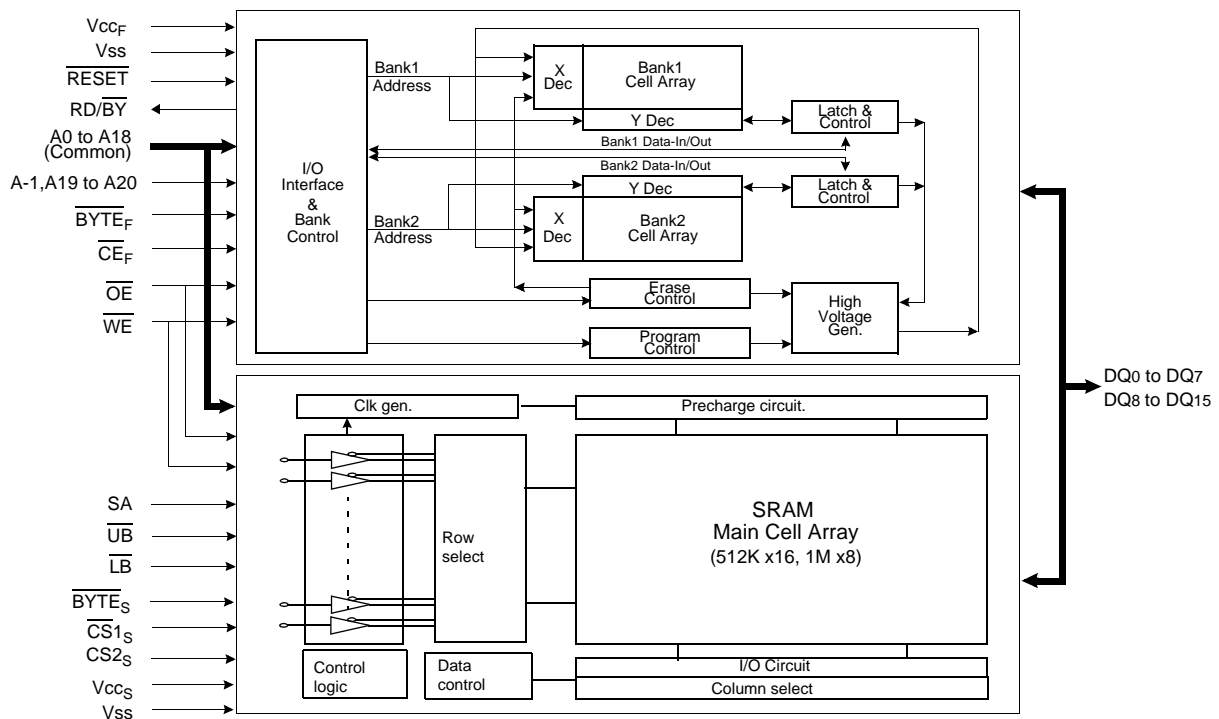 VccF
Vss
RESET
RD/BY
A0 to A18
(Common)
A-1,A19 to A20
BYTEF
CEF
OE
WE
I/O
Interface
&
Bank
Control
Bank1
Address
X
Dec
Bank1
Cell Array
Y Dec
Latch &
Control
Bank1 Data-In/Out
Bank2 Data-In/Out
Y Dec
Latch &
Control
Bank2
Address
X
Dec
Bank2
Cell Array
Erase
Control
High
Voltage
Gen.
Program
Control
DQ0 to DQ7
DQ8 to DQ15
SA
UB
LB
BYTES
CS1S
CS2S
VccS
Vss
Clk gen.
Precharge circuit.
Row
select
SRAM
Main Cell Array
(512K x16, 1M x8)
Control
logic
Data
control
I/O Circuit
Column select